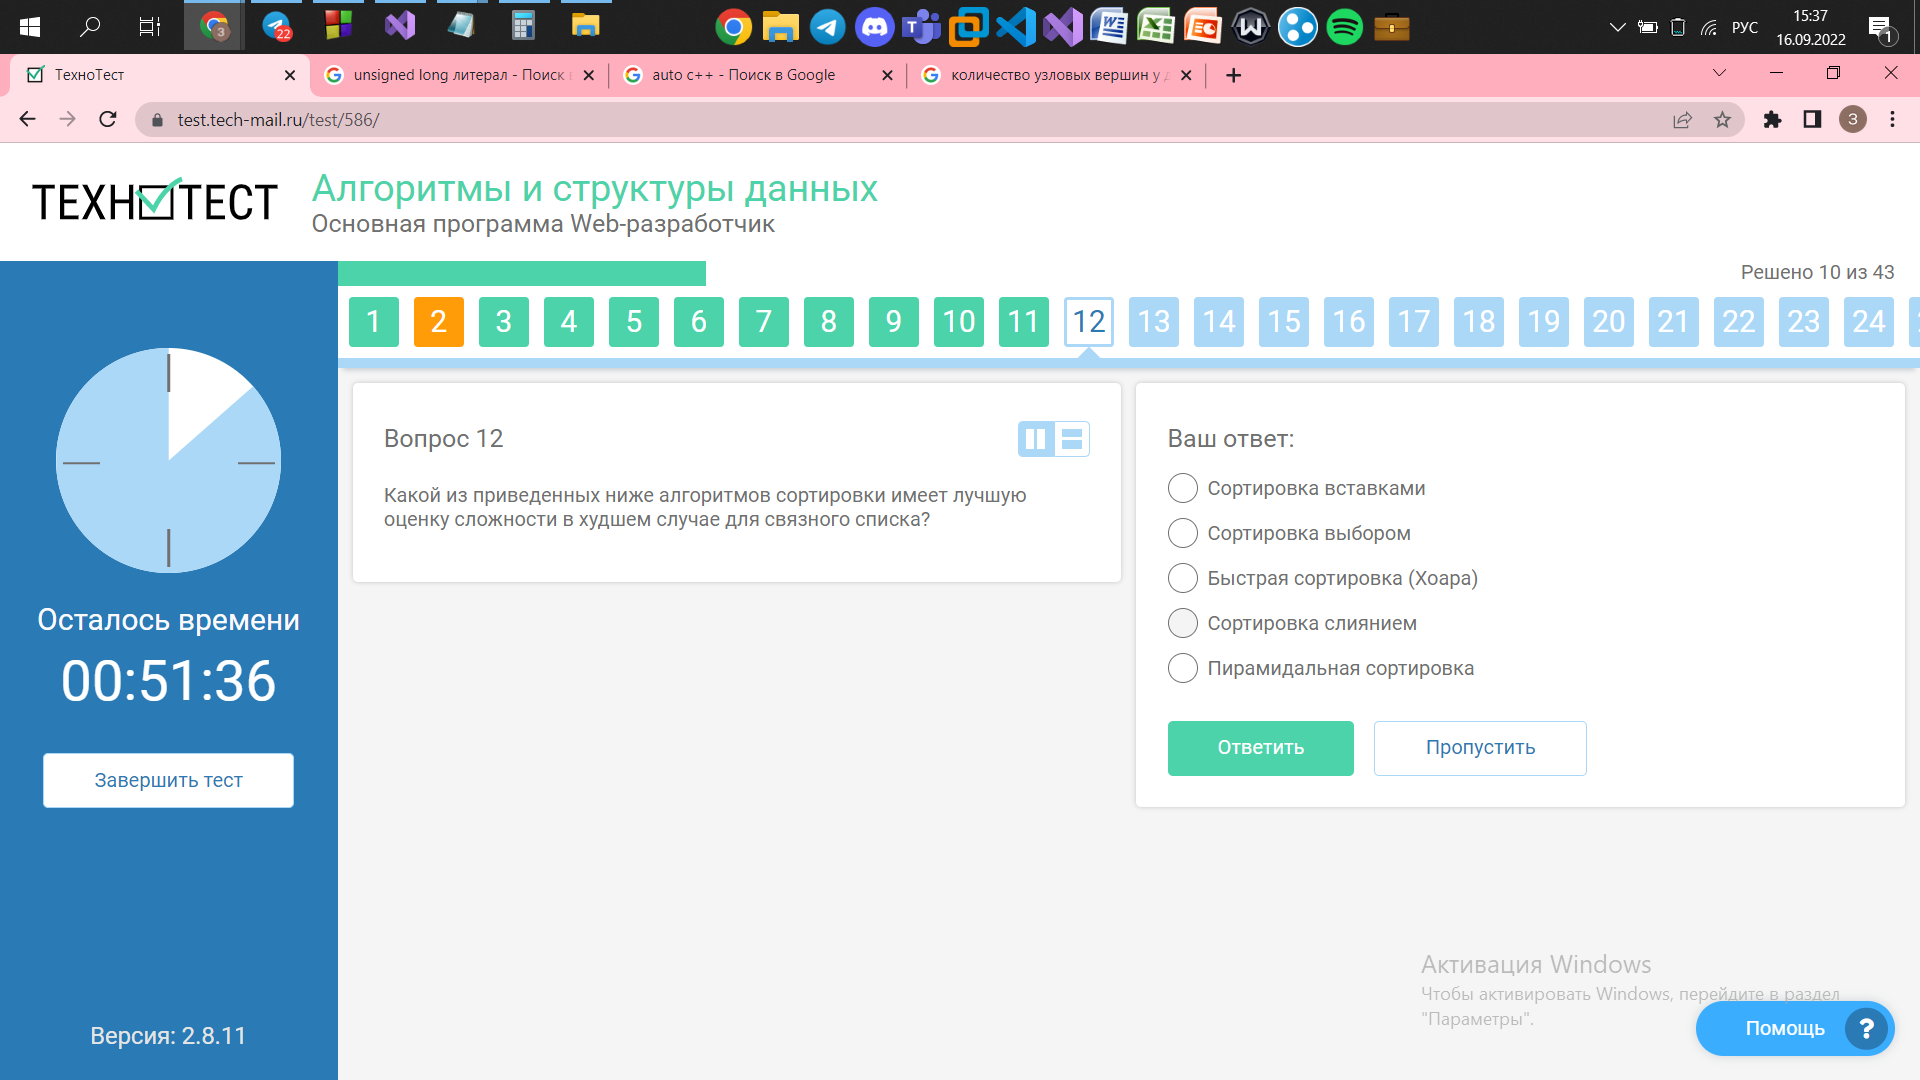 22
РУС
15:37
16.09.2022
1
ТехноТест
unsigned long литерал - Поиск в
auto c++ - Поиск в Google
количество узловых вершин у д
test.tech-mail.ru/test/586/
3
ТЕХНОТЕСТ
Алгоритмы и структуры данных
Основная программа Web-разработчик
Решено 10 из 43
1 2 3 4 5 6 7 8 9 10 11 12 13 14 15 16 17 18 19 20 21 22 23 24
Осталось времени
00:51:36
Завершить тест
Версия: 2.8.11
Вопрос 12
Какой из приведенных ниже алгоритмов сортировки имеет лучшую
оценку сложности в худшем случае для связного списка?
Ваш ответ:
Сортировка вставками
Сортировка выбором
Быстрая сортировка (Хоара)
Сортировка слиянием
Пирамидальная сортировка
Ответить
Пропустить
Активация Windows
Чтобы активировать Windows, перейдите в раздел
"Параметры".
Помощь ?